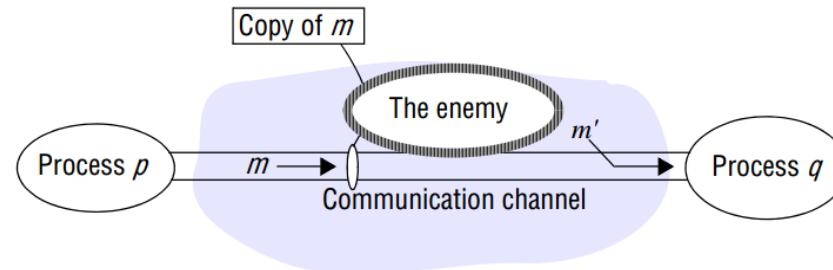 Copy of m
The enemy
m′
Process p
m
Process q
Communication channel